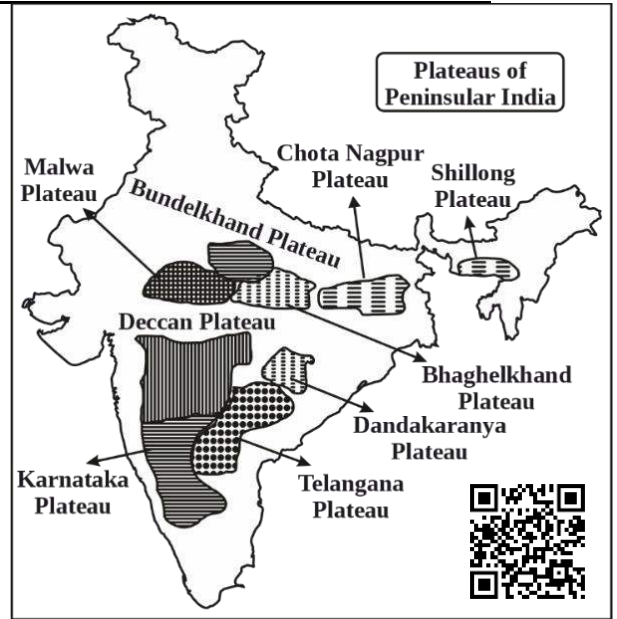 Plateaus of
Peninsular India
Malwa
Plateau
Bundelkhand Plateau
Chota Nagpur
Plateau
Shillong
Plateau
Deccan Plateau
Bhaghelkhand
Plateau
Dandakaranya
Plateau
Karnataka
Plateau
Telangana
Plateau